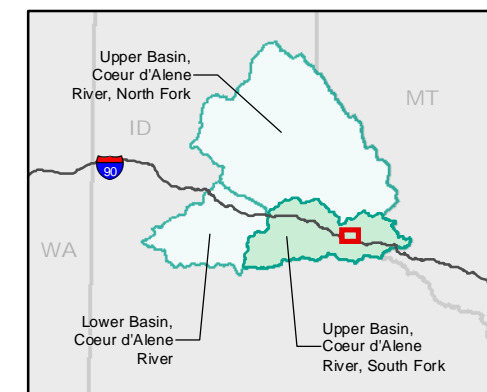 Upper Basin,
Coeur d'Alene
River, North Fork
MT
ID
90
WA
Lower Basin,
Coeur d'Alene
River
Upper Basin,
Coeur d'Alene
River, South Fork